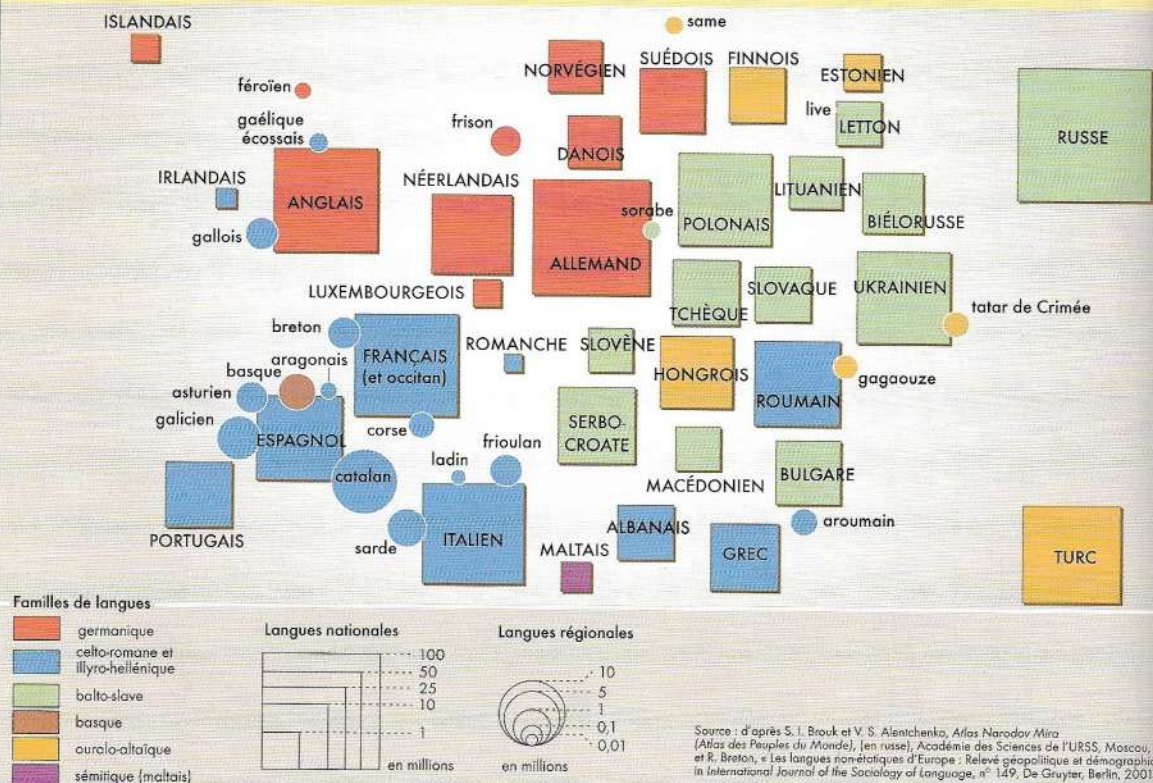 ISLANDAIS
same
NORVÉGIEN
SUÉDOIS
FINNOIS
ESTONIEN
féroïen
live
LETTON
RUSSE
gaélique
écossais
frison
DANOIS
IRLANDAIS
ANGLAIS
NÉERLANDAIS
LITUANIEN
gallois
sorabe
POLONAIS
BIÉLORUSSE
ALLEMAND
LUXEMBOURGEOIS
TCHÈQUE
SLOVAQUE
UKRAINIEN
tatar de Crimée
breton
FRANÇAIS
(et occitan)
ROMANCHE
SLOVÈNE
HONGROIS
gagaouze
basque
aragonais
asturien
ROUMAIN
galicien
ESPAGNOL
corse
SERBO-
CROATE
frioulan
ladin
catalan
MACÉDONIEN
BULGARE
PORTUGAIS
sarde
ITALIEN
MALTAIS
ALBANAIS
GREC
aroumain
TURC
Familles de langues
germanique
celto-romane et
illyro-hellénique
balto-slave
basque
ouralo-altaïque
sémitique (maltais)
Langues nationales
100
50
25
10
1
en millions
Langues régionales
10
5
1
0,1
0,01
en millions
Source : d'après S. I. Brouk et V. S. Alentchenko, Atlas Narodov Mira
(Atlas des Peuples du Monde), (en russe), Académie des Sciences de l'URSS, Moscou,
et R. Breton, « Les langues non-étatiques d'Europe : Relevé géopolitique et démographic
in International Journal of the Sociology of Language, n° 149, De Gruyter, Berlin, 2001